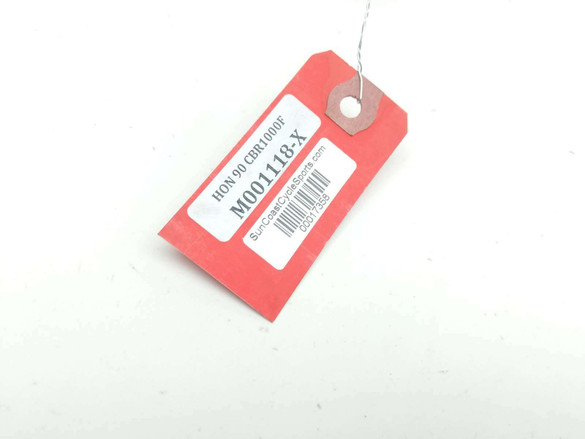 HON 90 CBR1000F
M001118-X
SunCoastCycleSports.com
00017358